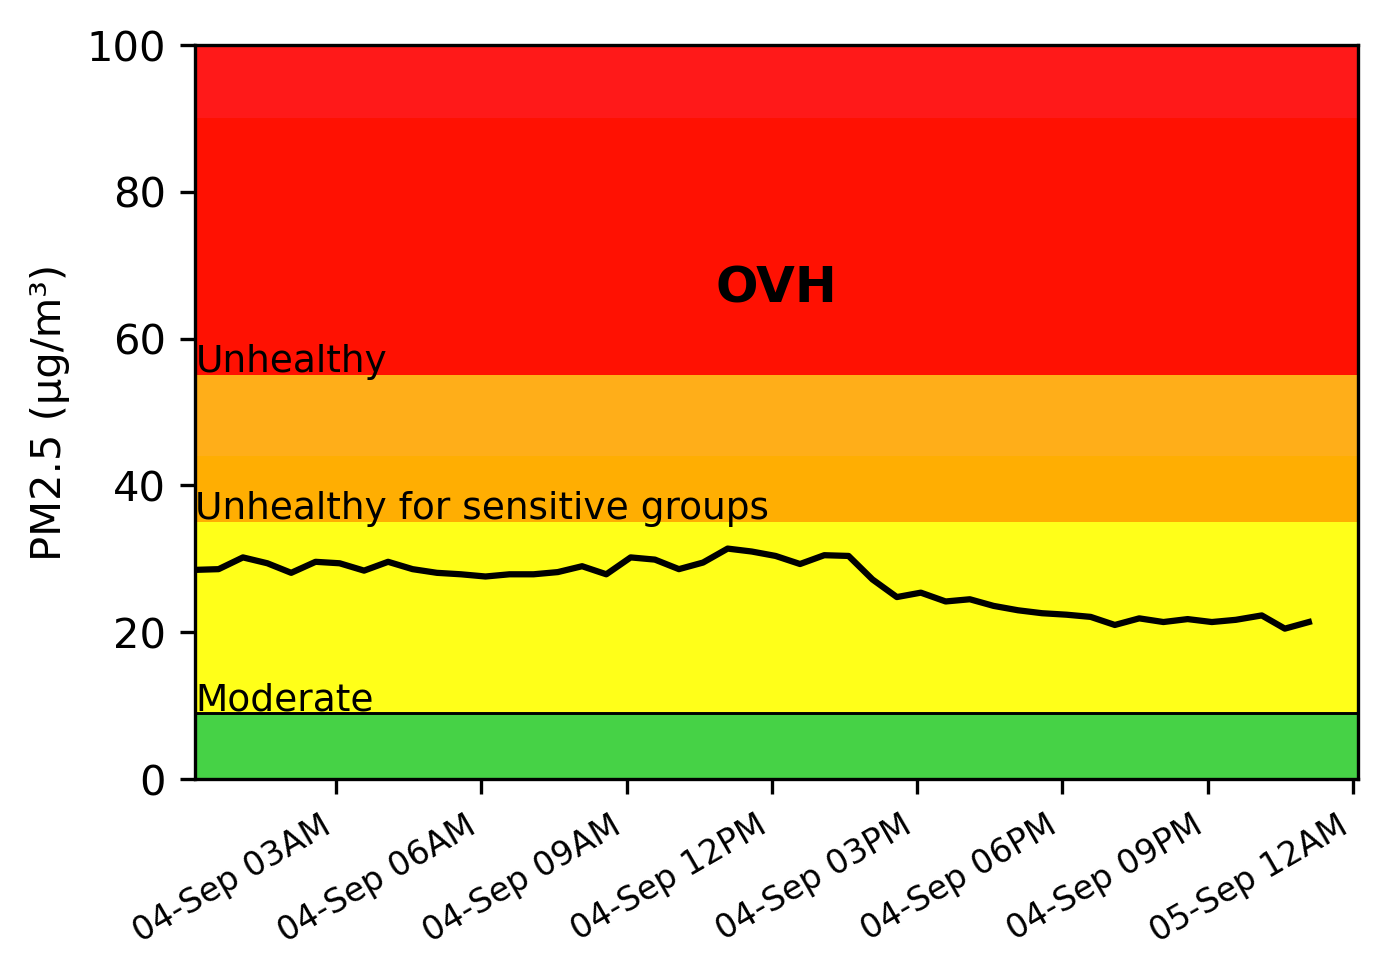 100
80
60
40
20
0
PM2.5 (µg/m³)
OVH
Unhealthy
Unhealthy for sensitive groups
Moderate
04-Sep 03AM
04-Sep 06AM
04-Sep 09AM
04-Sep 12PM
04-Sep 03PM
04-Sep 06PM
04-Sep 09PM
05-Sep 12AM